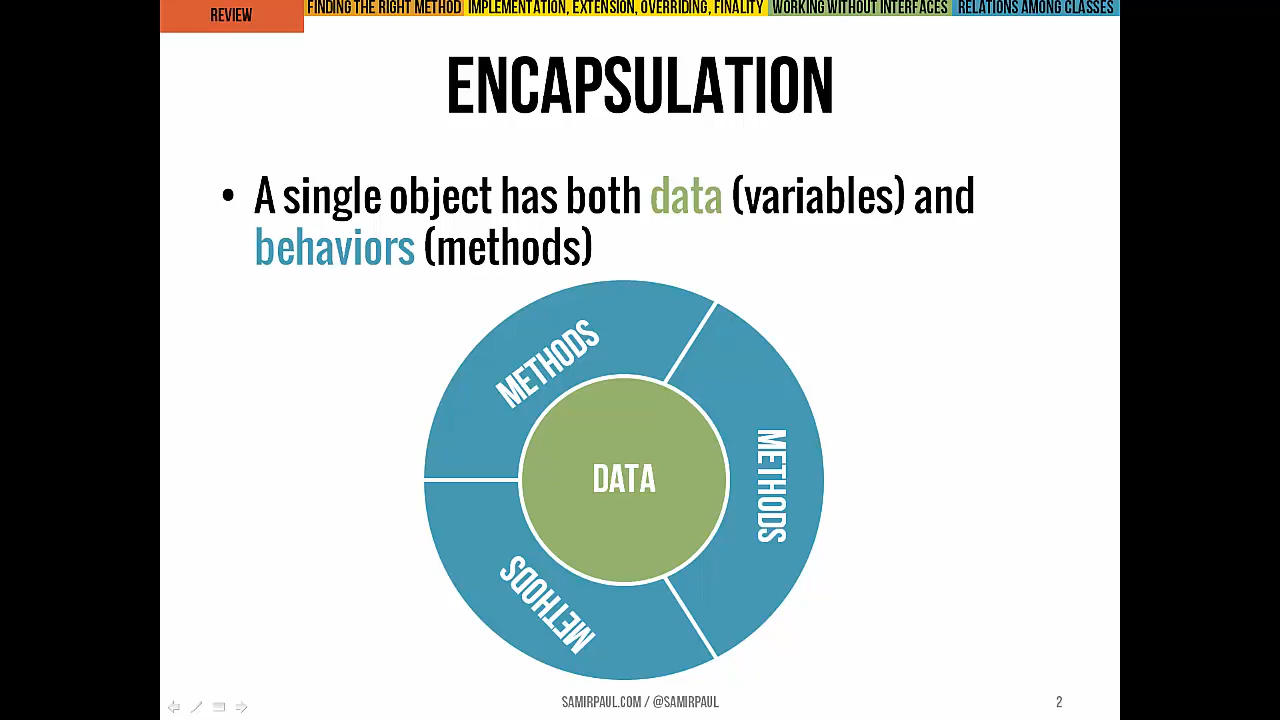 REVIEW
FINDING THE RIGHT METHOD
IMPLEMENTATION, EXTENSION, OVERRIDING, FINALITY
WORKING WITHOUT INTERFACES
RELATIONS AMONG CLASSES
ENCAPSULATION
• A single object has both data (variables) and
behaviors (methods)
METHODS
METHODS
DATA
METHODS
SAMIRPAUL.COM / @SAMIRPAUL
2